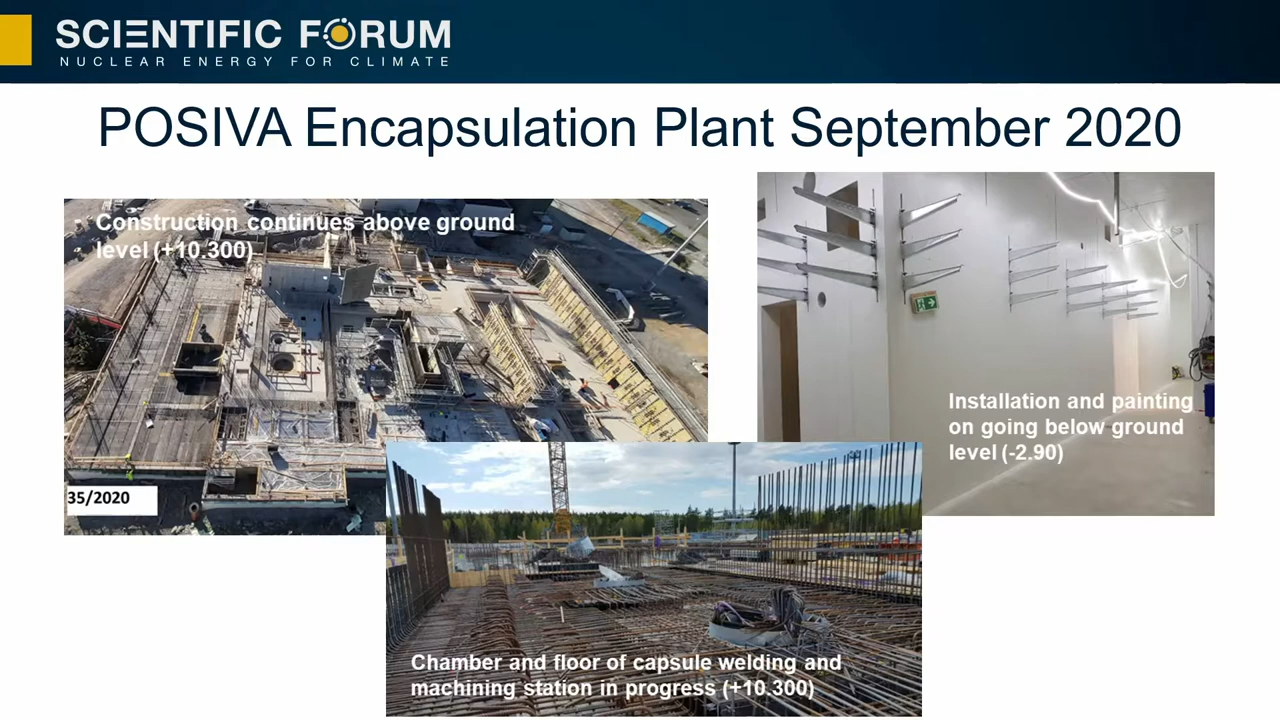 SCIENTIFIC FORUM
NUCLEAR ENERGY FOR CLIMATE
POSIVA Encapsulation Plant September 2020
- Construction continues above ground
level (+10.300)
35/2020
Installation and painting
on going below ground
level (-2.90)
Chamber and floor of capsule welding and
machining station in progress (+10.300)